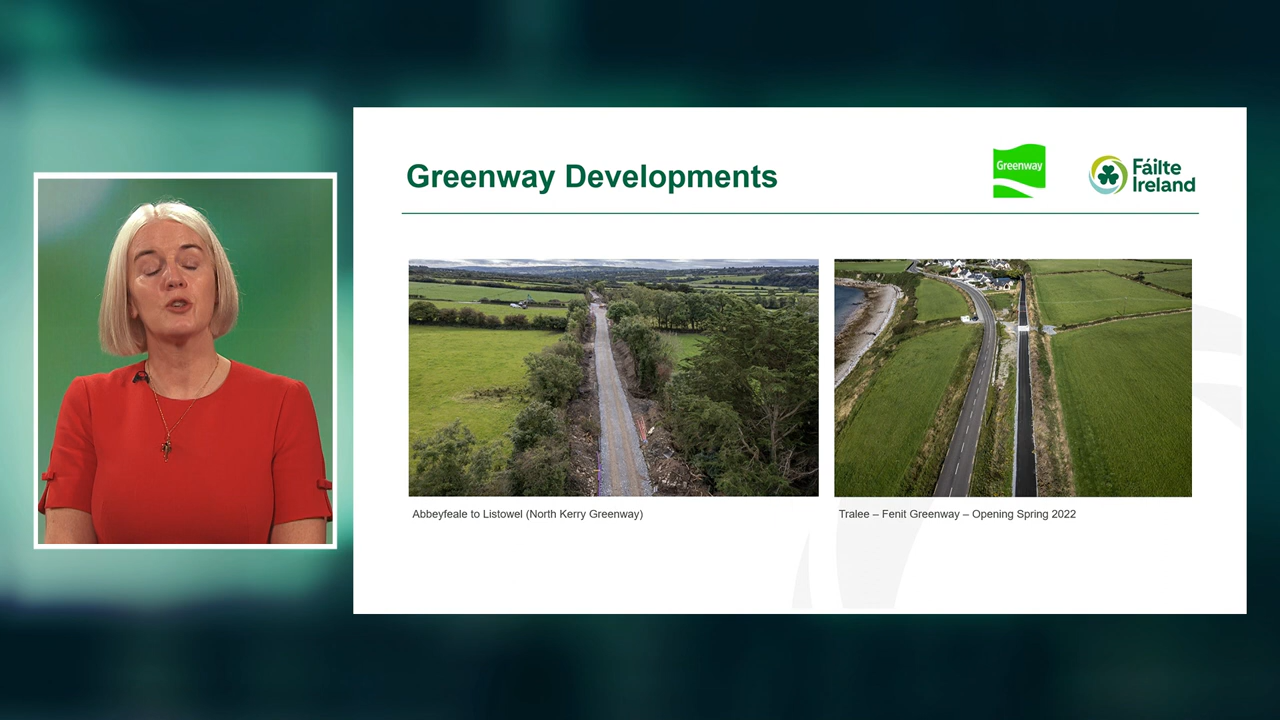 Greenway Developments
Greenway
Fáilte
Ireland
Abbeyfeale to Listowel (North Kerry Greenway)
Tralee – Fenit Greenway – Opening Spring 2022